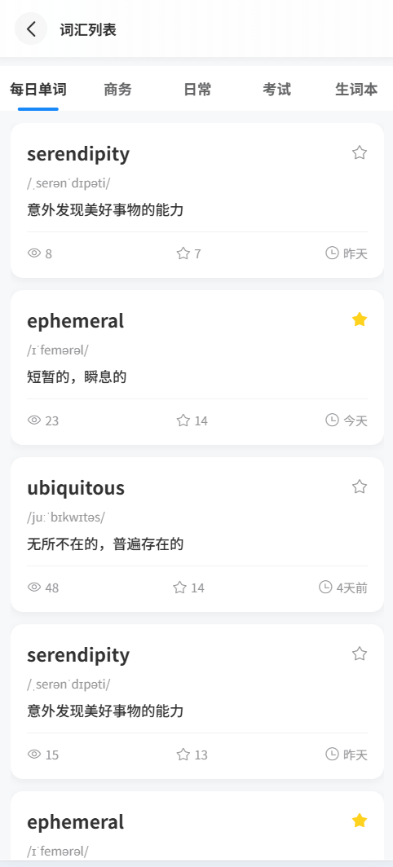 词汇列表
每日单词 商务 日常 考试 生词本
serendipity
/ˌserənˈdɪpəti/
意外发现美好事物的能力
8 7 昨天
ephemeral
/ɪˈfemərəl/
短暂的，瞬息的
23 14 今天
ubiquitous
/juːˈbɪkwɪtəs/
无所不在的，普遍存在的
48 14 4天前
serendipity
/ˌserənˈdɪpəti/
意外发现美好事物的能力
15 13 昨天
ephemeral
/ɪˈfemərəl/